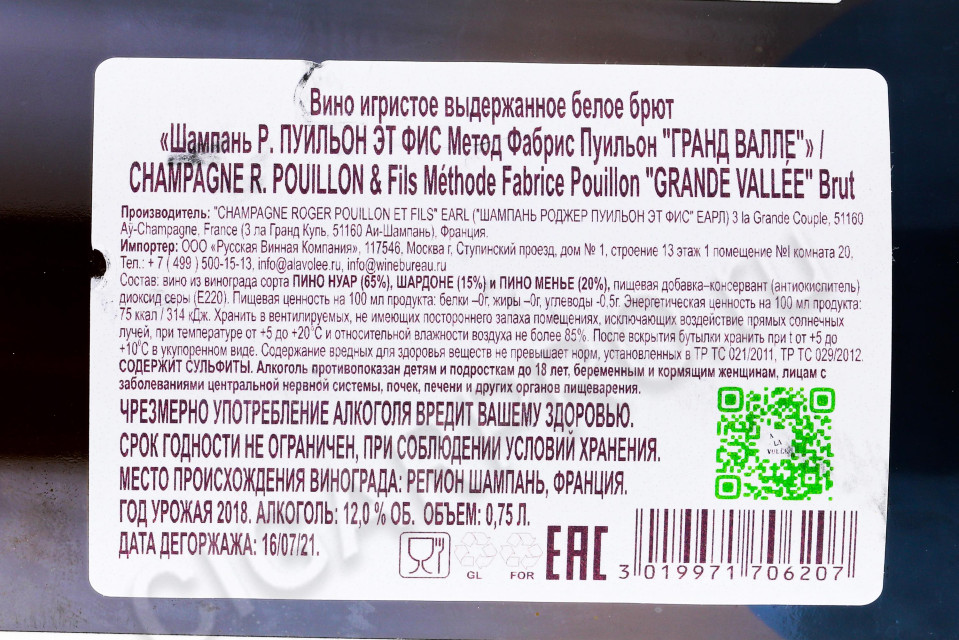 Вино игристое выдержанное белое брют
«Шампань Р. ПУИЛЬОН ЭТ ФИС Метод Фабрис Пуильон "ГРАНД ВАЛЛЕ"» /
CHAMPAGNE R. POUILLON & Fils Méthode Fabrice Pouillon "GRANDE VALLÉE" Brut
Производитель: "CHAMPAGNE ROGER POUILLON ET FILS" EARL ("ШАМПАНЬ РОДЖЕР ПУИЛЬОН ЭТ ФИС" ЕАРЛ) 3 la Grande Couple, 51160
Aÿ-Champagne, France (3 ла Гранд Купь, 51160 Аи-Шампань), Франция.
Импортер: ООО «Русская Винная Компания», 117546, Москва г, Ступинский проезд, дом № 1, строение 13 этаж 1 помещение №I комната 20,
Тел.: + 7 ( 499 ) 500-15-13, info@alavolee.ru, info@winebureau.ru
Состав: вино из винограда сорта ПИНО НУАР (65%), ШАРДОНЕ (15%) и ПИНО МЕНЬЕ (20%), пищевая добавка–консервант (антиокислитель)
диоксид серы (Е220). Пищевая ценность на 100 мл продукта: белки –0г, жиры –0г, углеводы -0.5г. Энергетическая ценность на 100 мл продукта:
75 ккал / 314 кДж. Хранить в вентилируемых, не имеющих постороннего запаха помещениях, исключающих воздействие прямых солнечных
лучей, при температуре от +5 до +20°C и относительной влажности воздуха не более 85%. После вскрытия бутылки хранить при t от +5 до
+10°C в укупоренном виде. Содержание вредных для здоровья веществ не превышает норм, установленных в ТР ТС 021/2011, ТР ТС 029/2012.
СОДЕРЖИТ СУЛЬФИТЫ. Алкоголь противопоказан детям и подросткам до 18 лет, беременным и кормящим женщинам, лицам с
заболеваниями центральной нервной системы, почек, печени и других органов пищеварения.
ЧРЕЗМЕРНО УПОТРЕБЛЕНИЕ АЛКОГОЛЯ ВРЕДИТ ВАШЕМУ ЗДОРОВЬЮ.
СРОК ГОДНОСТИ НЕ ОГРАНИЧЕН, ПРИ СОБЛЮДЕНИИ УСЛОВИЙ ХРАНЕНИЯ.
МЕСТО ПРОИСХОЖДЕНИЯ ВИНОГРАДА: РЕГИОН ШАМПАНЬ, ФРАНЦИЯ.
ГОД УРОЖАЯ 2018. АЛКОГОЛЬ: 12,0 % ОБ. ОБЪЕМ: 0,75 Л.
ДАТА ДЕГОРЖАЖА: 16/07/21.
A LA VOLÉE
GL FOR EAC
3 019971 706207